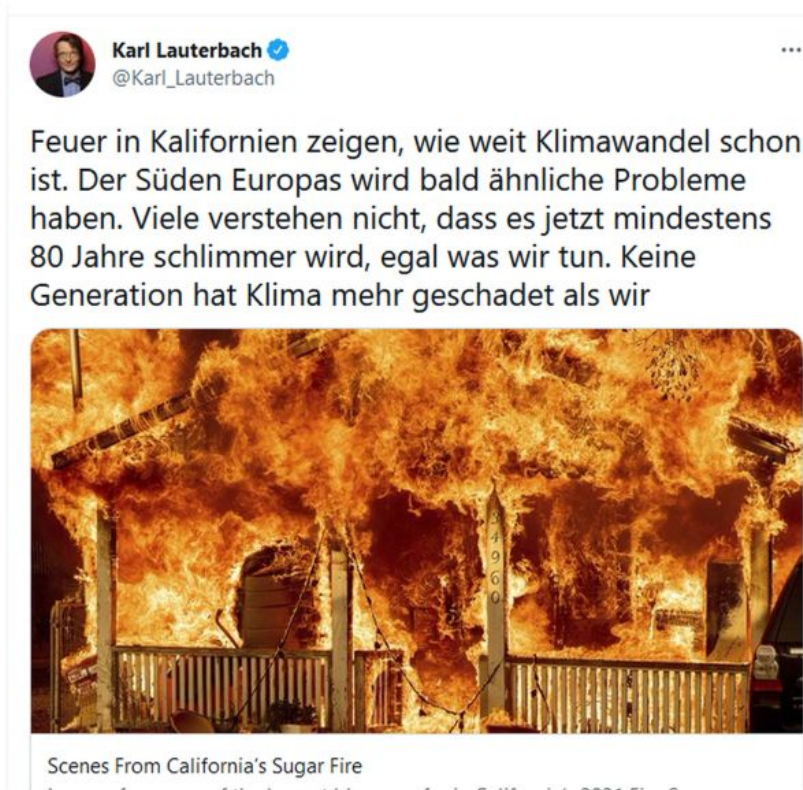 Karl Lauterbach
@Karl_Lauterbach
Feuer in Kalifornien zeigen, wie weit Klimawandel schon
ist. Der Süden Europas wird bald ähnliche Probleme
haben. Viele verstehen nicht, dass es jetzt mindestens
80 Jahre schlimmer wird, egal was wir tun. Keine
Generation hat Klima mehr geschadet als wir
34960
Scenes From California's Sugar Fire